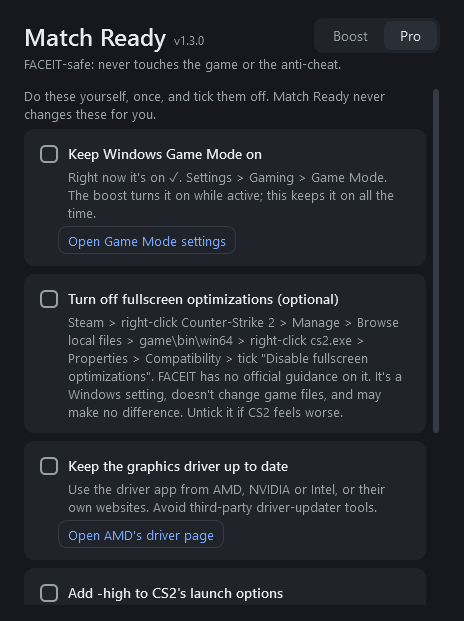 Match Ready v1.3.0
Boost Pro
FACEIT-safe: never touches the game or the anti-cheat.
Do these yourself, once, and tick them off. Match Ready never
changes these for you.
Keep Windows Game Mode on
Right now it's on ✓. Settings > Gaming > Game Mode.
The boost turns it on while active; this keeps it on all the
time.
Open Game Mode settings
Turn off fullscreen optimizations (optional)
Steam > right-click Counter-Strike 2 > Manage > Browse
local files > game\bin\win64 > right-click cs2.exe >
Properties > Compatibility > tick "Disable fullscreen
optimizations". FACEIT has no official guidance on it. It's a
Windows setting, doesn't change game files, and may
make no difference. Untick it if CS2 feels worse.
Keep the graphics driver up to date
Use the driver app from AMD, NVIDIA or Intel, or their
own websites. Avoid third-party driver-updater tools.
Open AMD's driver page
Add -high to CS2's launch options